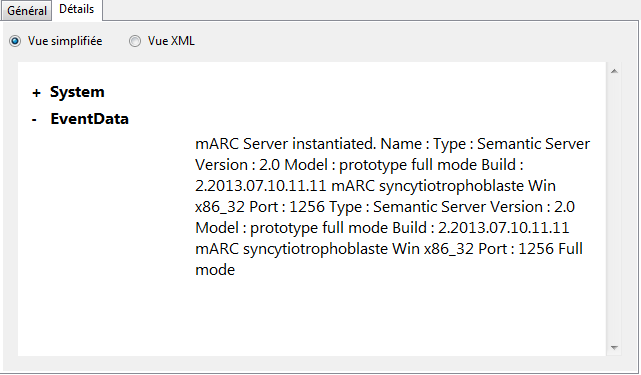 Général Détails
Vue simplifiée Vue XML
+ System
- EventData
mARC Server instantiated. Name : Type : Semantic Server
Version : 2.0 Model : prototype full mode Build :
2.2013.07.10.11.11 mARC syncytiotrophoblaste Win
x86_32 Port : 1256 Type : Semantic Server Version : 2.0
Model : prototype full mode Build : 2.2013.07.10.11.11
mARC syncytiotrophoblaste Win x86_32 Port : 1256 Full
mode